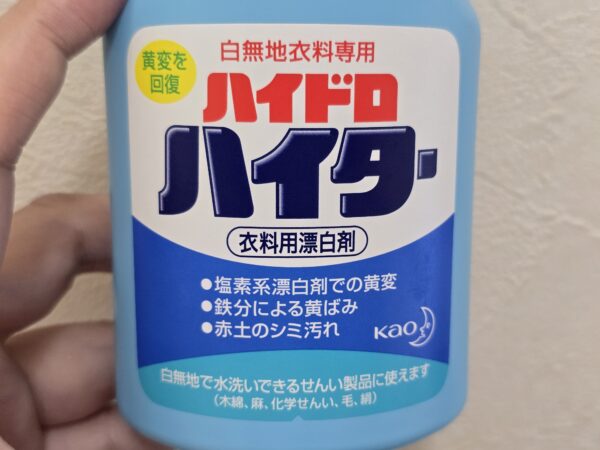 黄変を
回復
白無地衣料専用
ハイドロ
ハイター
衣料用漂白剤
●塩素系漂白剤での黄変
●鉄分による黄ばみ
●赤土のシミ汚れ
Kao
白無地で水洗いできるせんい製品に使えます
(木綿、麻、化学せんい、毛、絹)